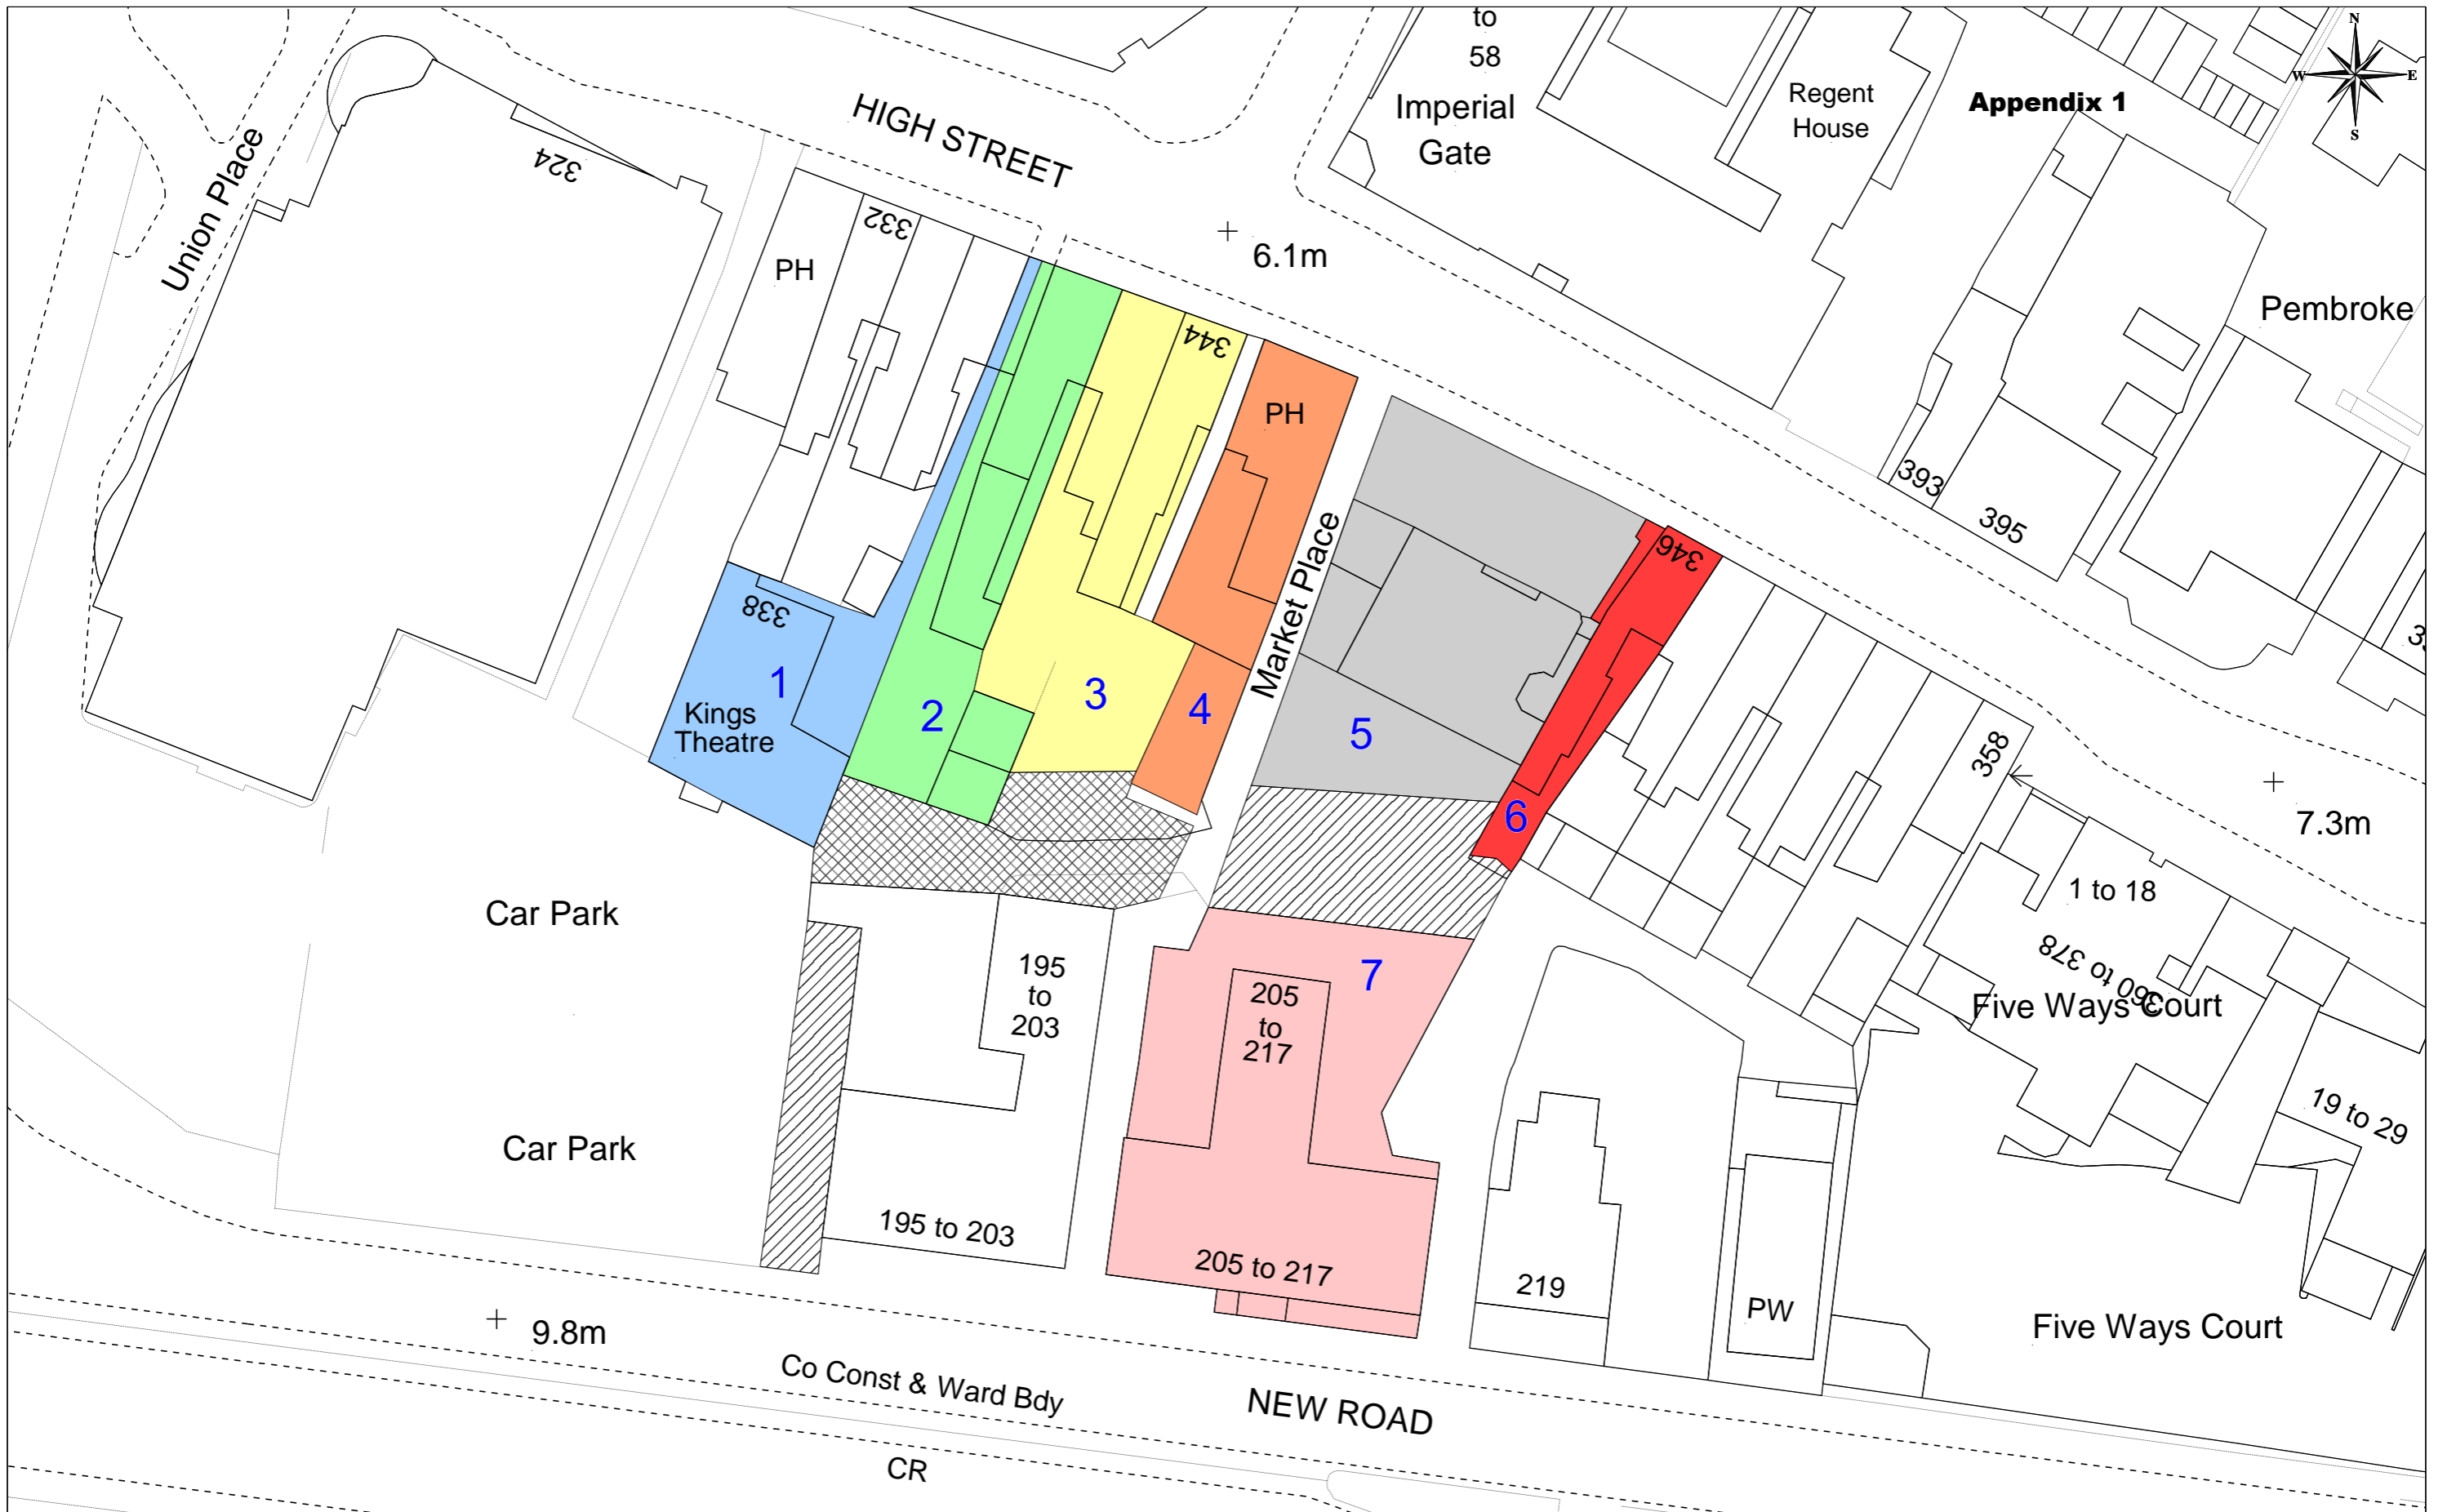 to
58
Imperial
Gate
Regent
House
Appendix 1
N
W
E
S
HIGH STREET
Union Place
324
332
PH
6.1m
Pembroke
344
PH
Market Place
346
393
395
338
1
Kings
Theatre
2
3
4
5
6
358
7.3m
Car Park
1 to 18
360 to 378
Five Ways Court
195
to
203
7
205
to
217
19 to 29
Car Park
195 to 203
205 to 217
219
PW
Five Ways Court
9.8m
Co Const & Ward Bdy
NEW ROAD
CR